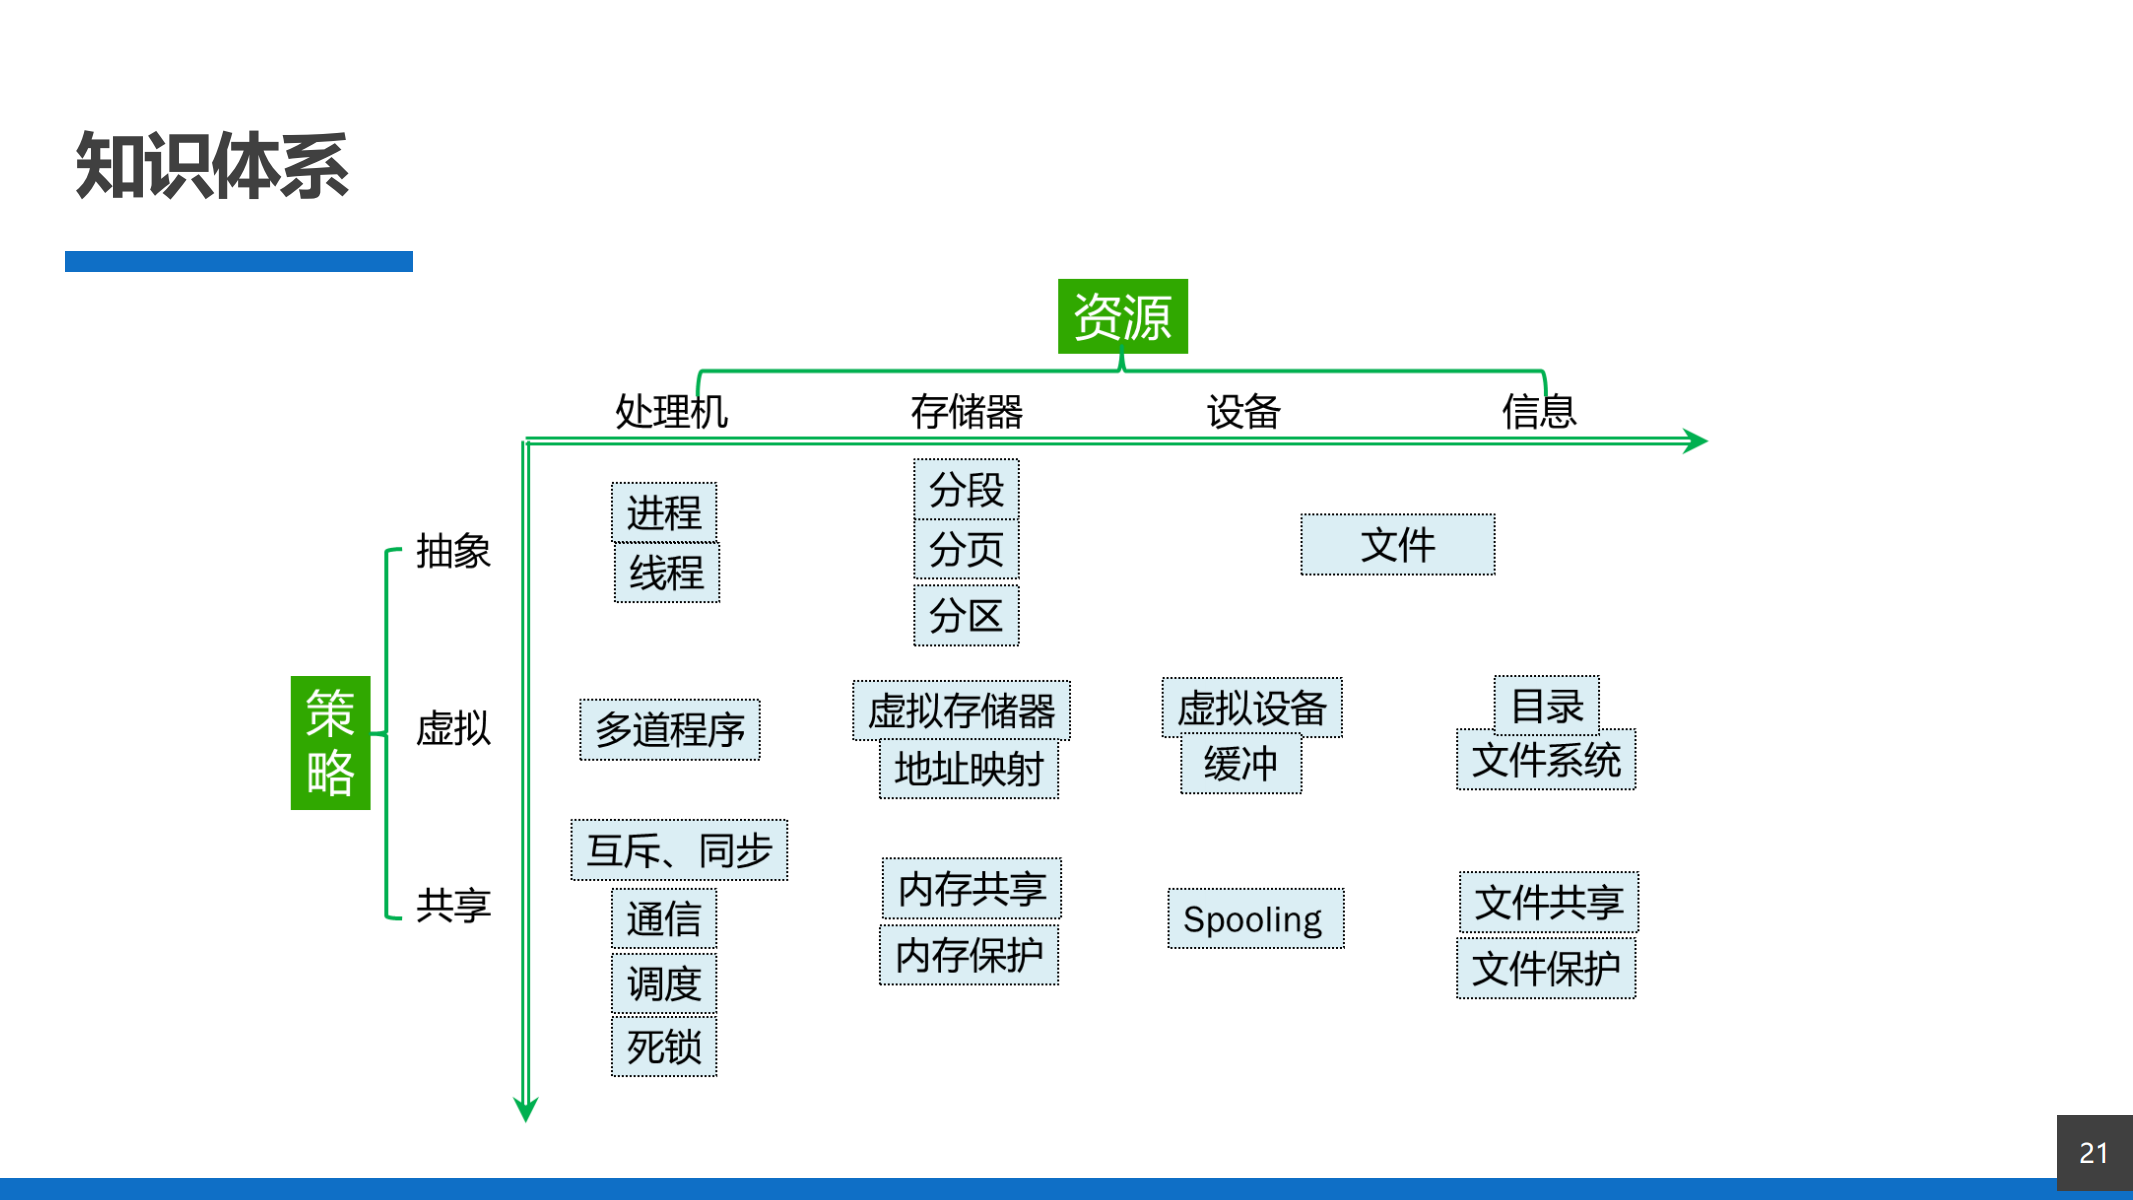 知识体系
资源
处理机
存储器
设备
信息
策
略
抽象
虚拟
共享
进程
线程
分段
分页
分区
文件
多道程序
虚拟存储器
地址映射
虚拟设备
缓冲
目录
文件系统
互斥、同步
通信
调度
死锁
内存共享
内存保护
Spooling
文件共享
文件保护
21